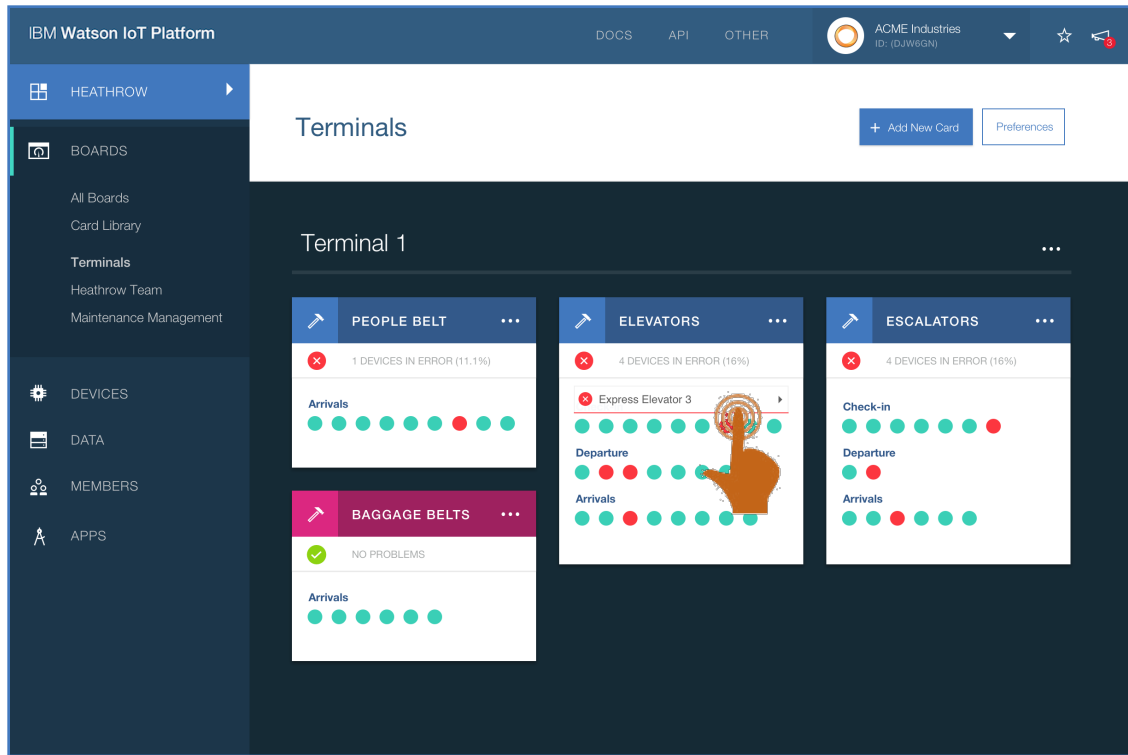 IBM Watson IoT Platform
DOCS
API
OTHER
ACME Industries
ID: (DJW6GN)
3
HEATHROW
BOARDS
All Boards
Card Library
Terminals
Heathrow Team
Maintenance Management
DEVICES
DATA
MEMBERS
APPS
Terminals
+ Add New Card
Preferences
Terminal 1
PEOPLE BELT
1 DEVICES IN ERROR (11.1%)
Arrivals
ELEVATORS
4 DEVICES IN ERROR (16%)
Express Elevator 3
Departure
Arrivals
ESCALATORS
4 DEVICES IN ERROR (16%)
Check-in
Departure
Arrivals
BAGGAGE BELTS
NO PROBLEMS
Arrivals